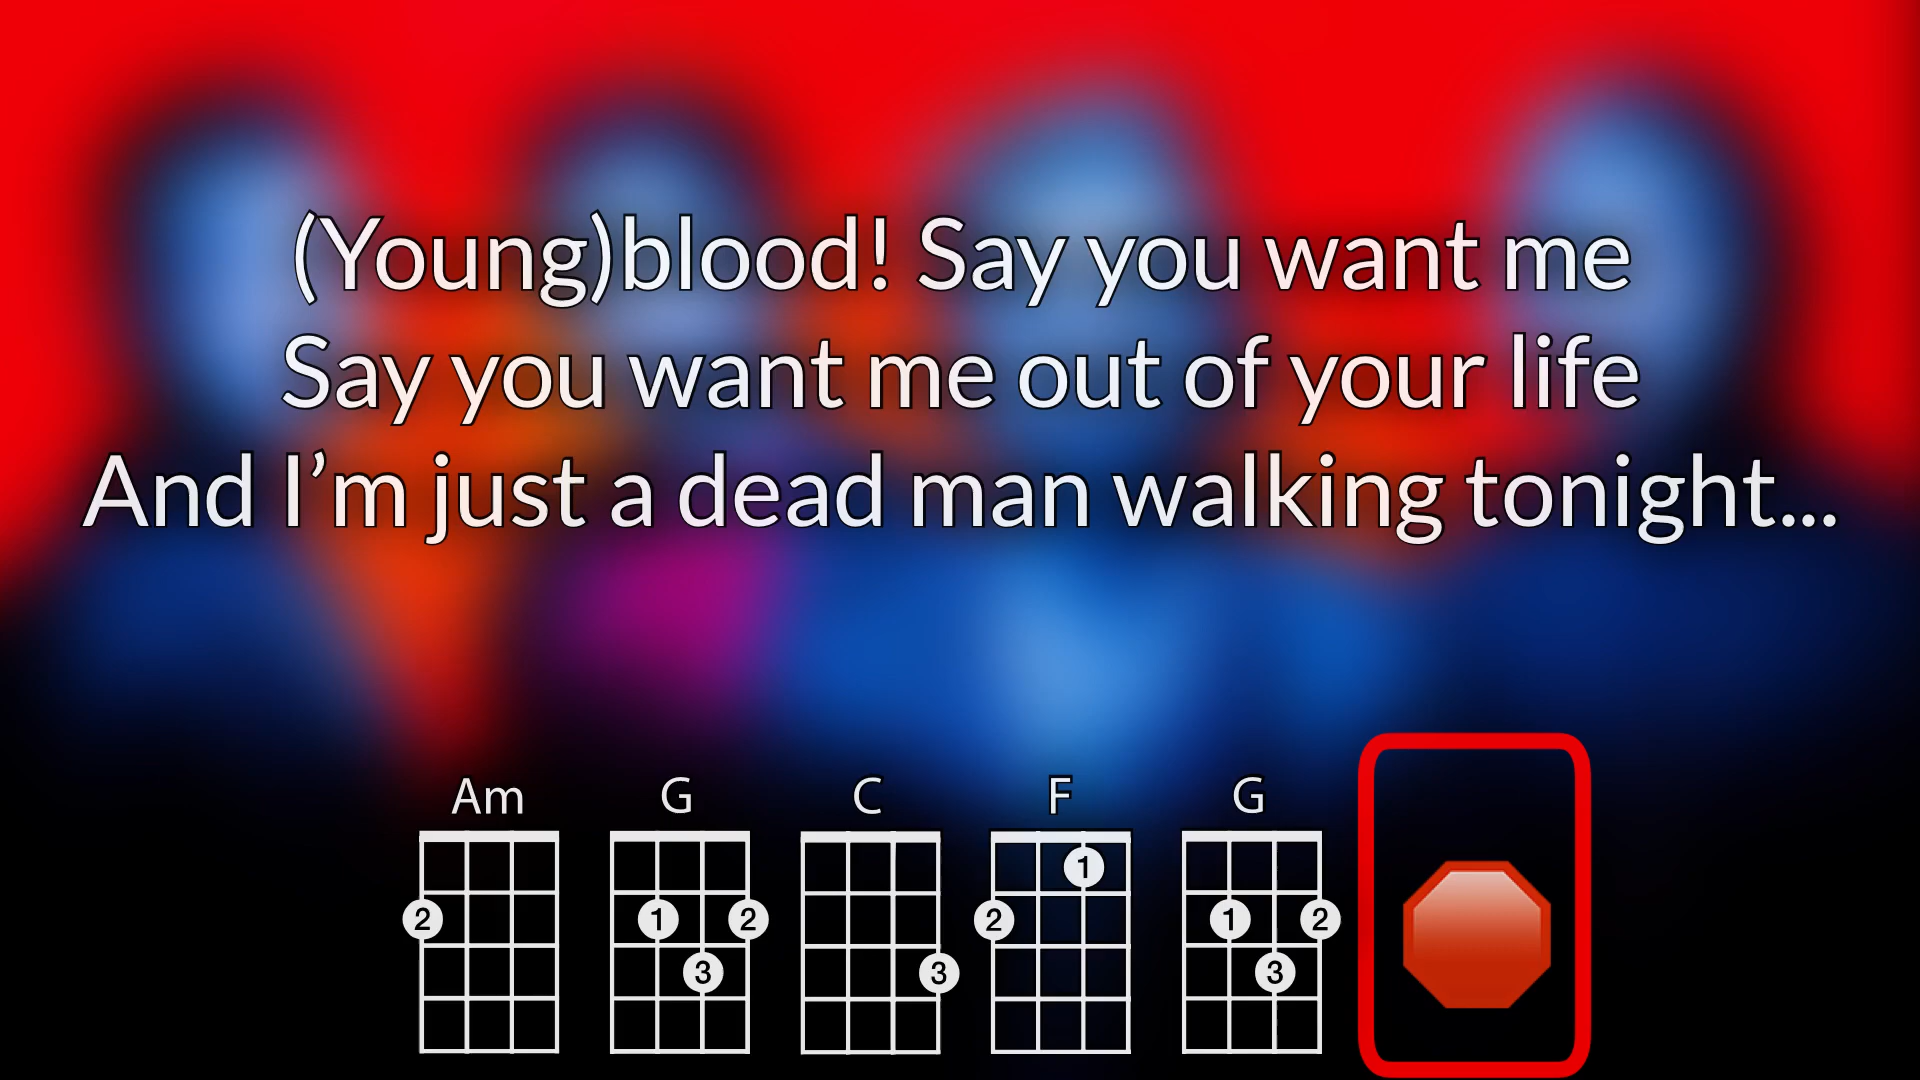 (Young)blood! Say you want me
Say you want me out of your life
And I’m just a dead man walking tonight...
Am G C F G
1
2 1 2 2 1 2
3 3 3